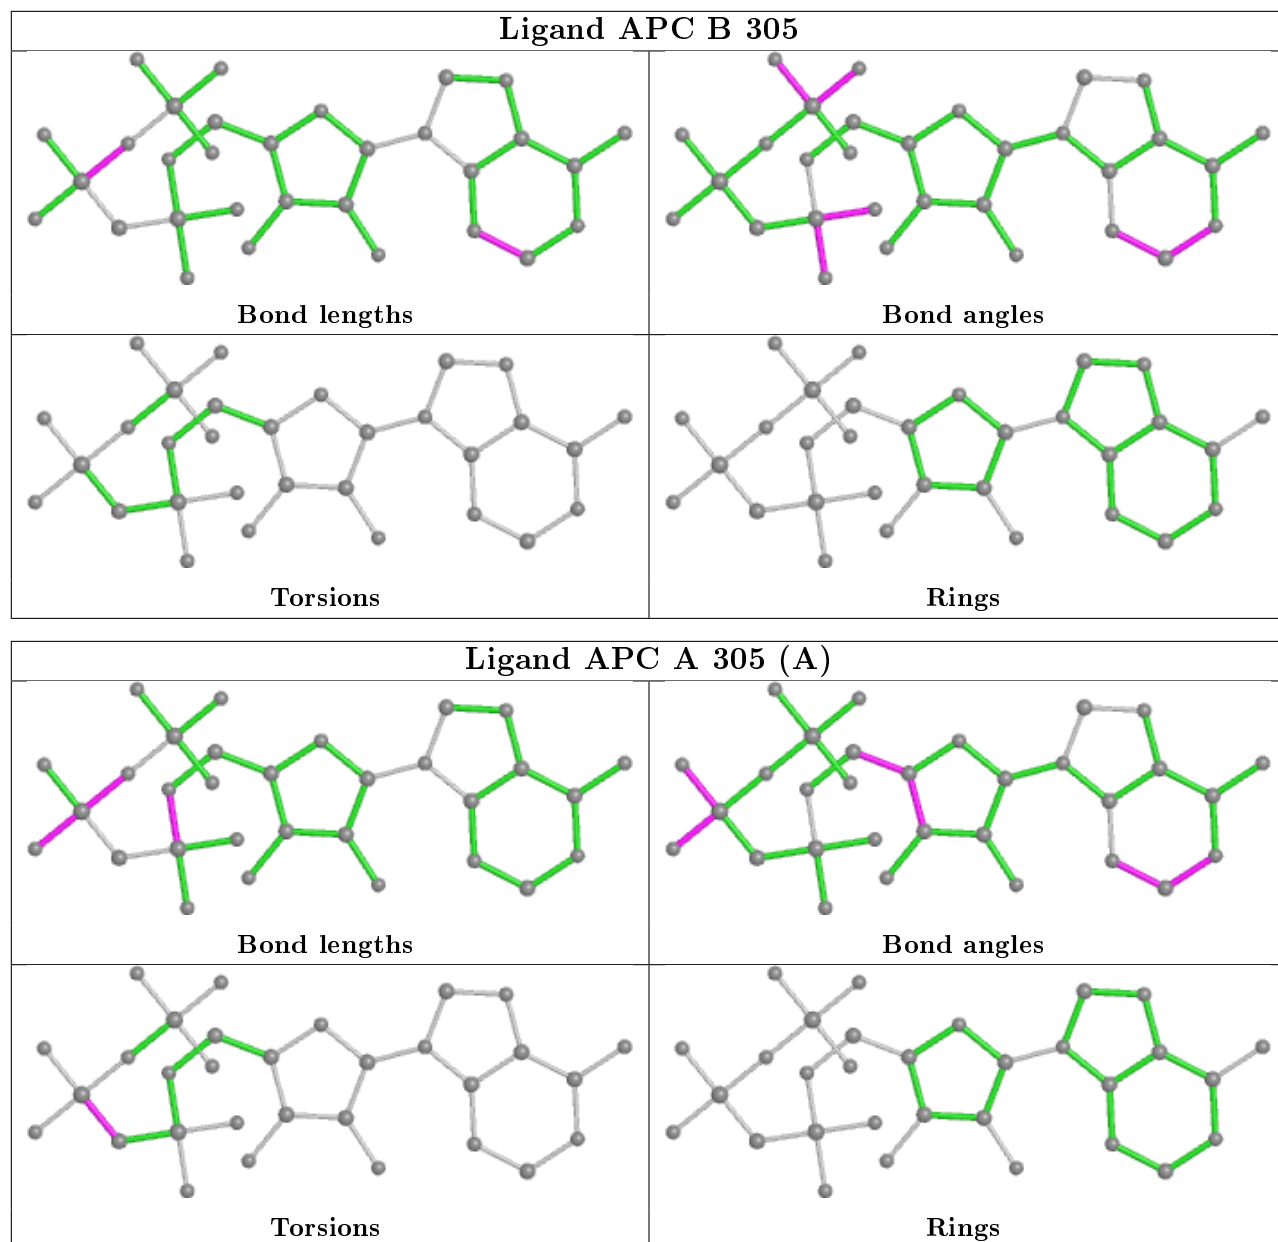 Ligand APC B 305
Bond lengths
Bond angles
Torsions
Rings
Ligand APC A 305 (A)
Bond lengths
Bond angles
Torsions
Rings